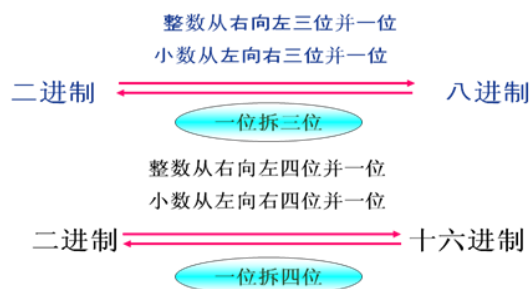 整数从右向左三位并一位
小数从左向右三位并一位
二进制 八进制
一位拆三位
整数从右向左四位并一位
小数从左向右四位并一位
二进制 十六进制
一位拆四位